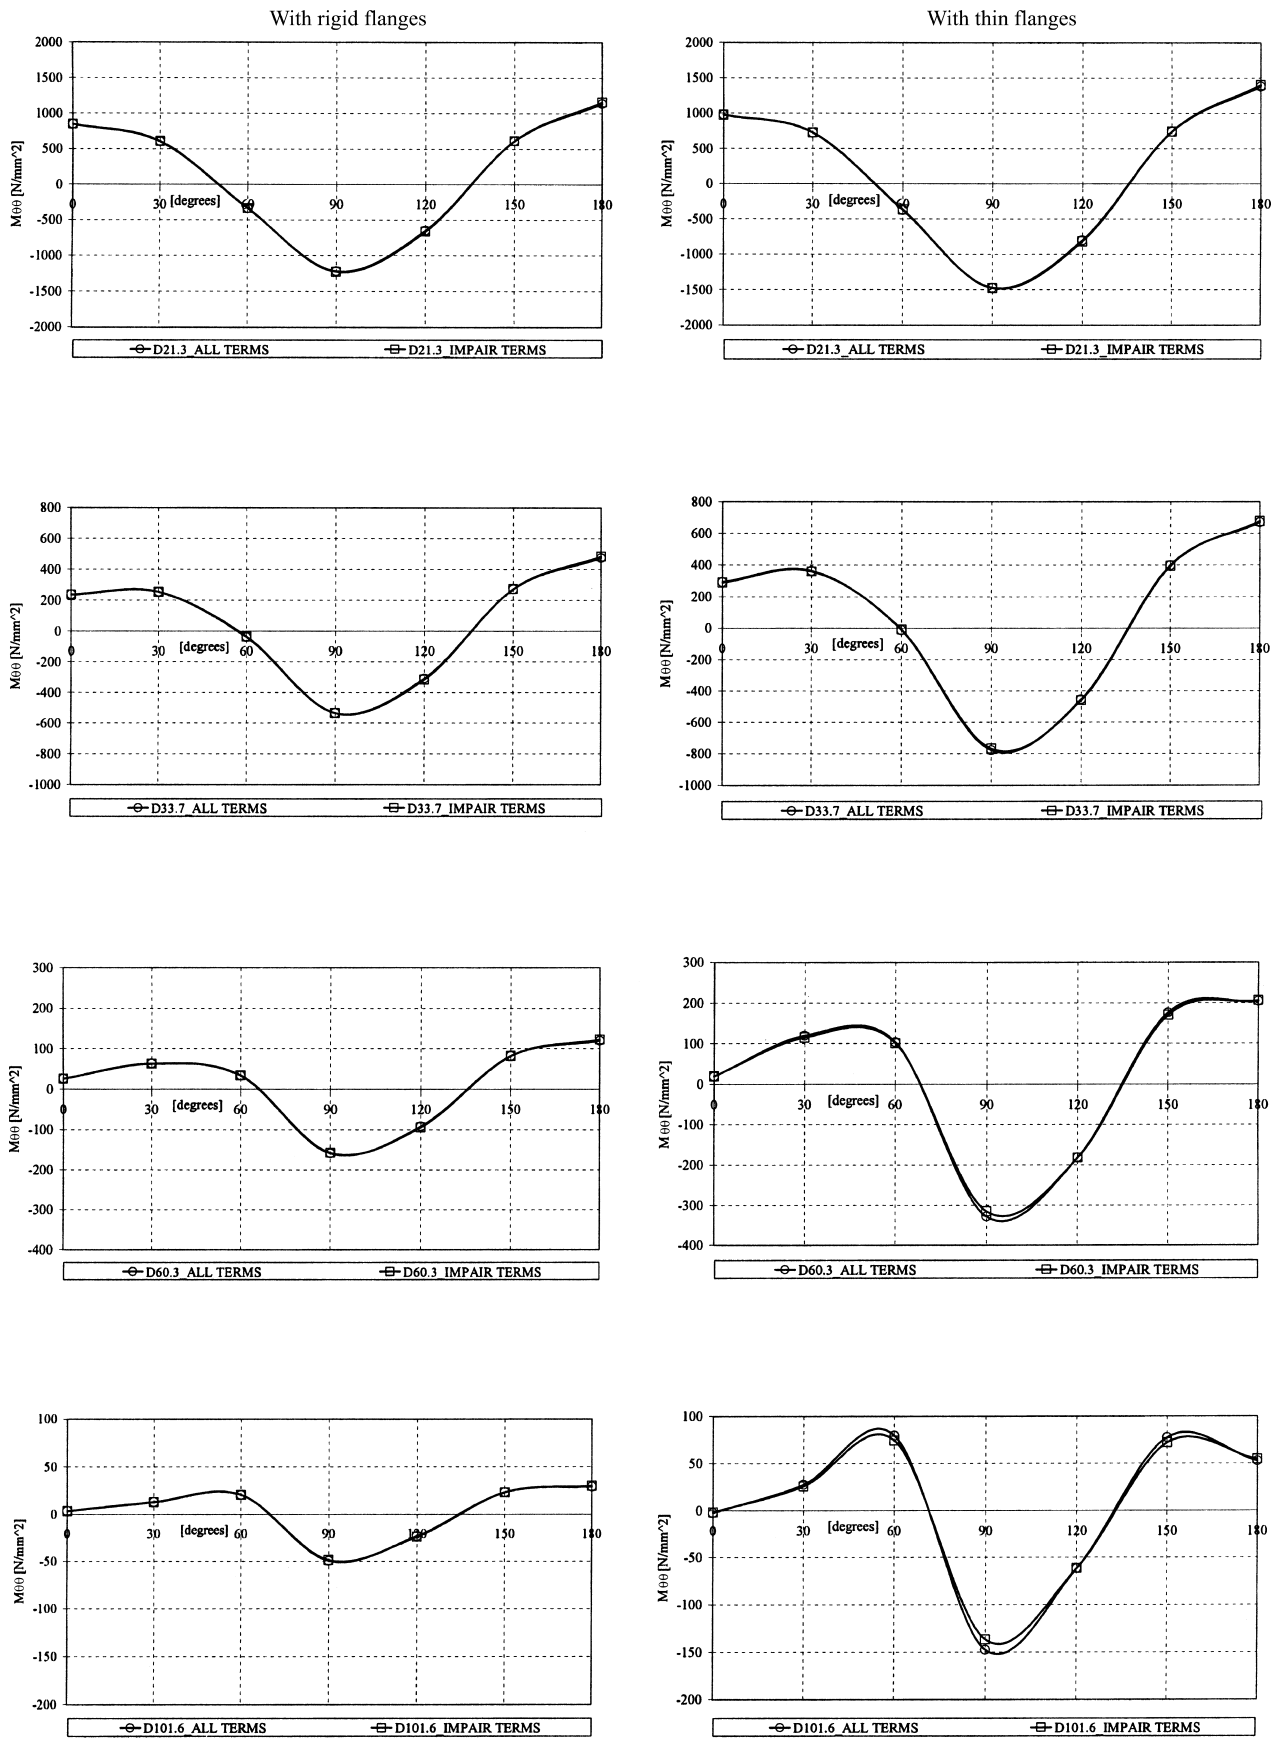 With rigid flanges
2000
1500
1000
500
0
-500
-1000
-1500
-2000
Mθθ [N/mm^2]
0 30 [degrees] 60 90 120 150 180
D21.3_ALL TERMS D21.3_IMPAIR TERMS
With thin flanges
2000
1500
1000
500
0
-500
-1000
-1500
-2000
Mθθ [N/mm^2]
0 30 [degrees] 60 90 120 150 180
D21.3_ALL TERMS D21.3_IMPAIR TERMS
800
600
400
200
0
-200
-400
-600
-800
-1000
Mθθ [N/mm^2]
0 30 [degrees] 60 90 120 150 180
D33.7_ALL TERMS D33.7_IMPAIR TERMS
800
600
400
200
0
-200
-400
-600
-800
-1000
Mθθ [N/mm^2]
0 30 [degrees] 60 90 120 150 180
D33.7_ALL TERMS D33.7_IMPAIR TERMS
300
200
100
0
-100
-200
-300
-400
Mθθ [N/mm^2]
0 30 [degrees] 60 90 120 150 180
D60.3_ALL TERMS D60.3_IMPAIR TERMS
300
200
100
0
-100
-200
-300
-400
Mθθ [N/mm^2]
0 30 [degrees] 60 90 120 150 180
D60.3_ALL TERMS D60.3_IMPAIR TERMS
100
50
0
-50
-100
-150
-200
Mθθ [N/mm^2]
0 30 [degrees] 60 90 120 150 180
D101.6_ALL TERMS D101.6_IMPAIR TERMS
100
50
0
-50
-100
-150
-200
Mθθ [N/mm^2]
0 30 [degrees] 60 90 120 150 180
D101.6_ALL TERMS D101.6_IMPAIR TERMS